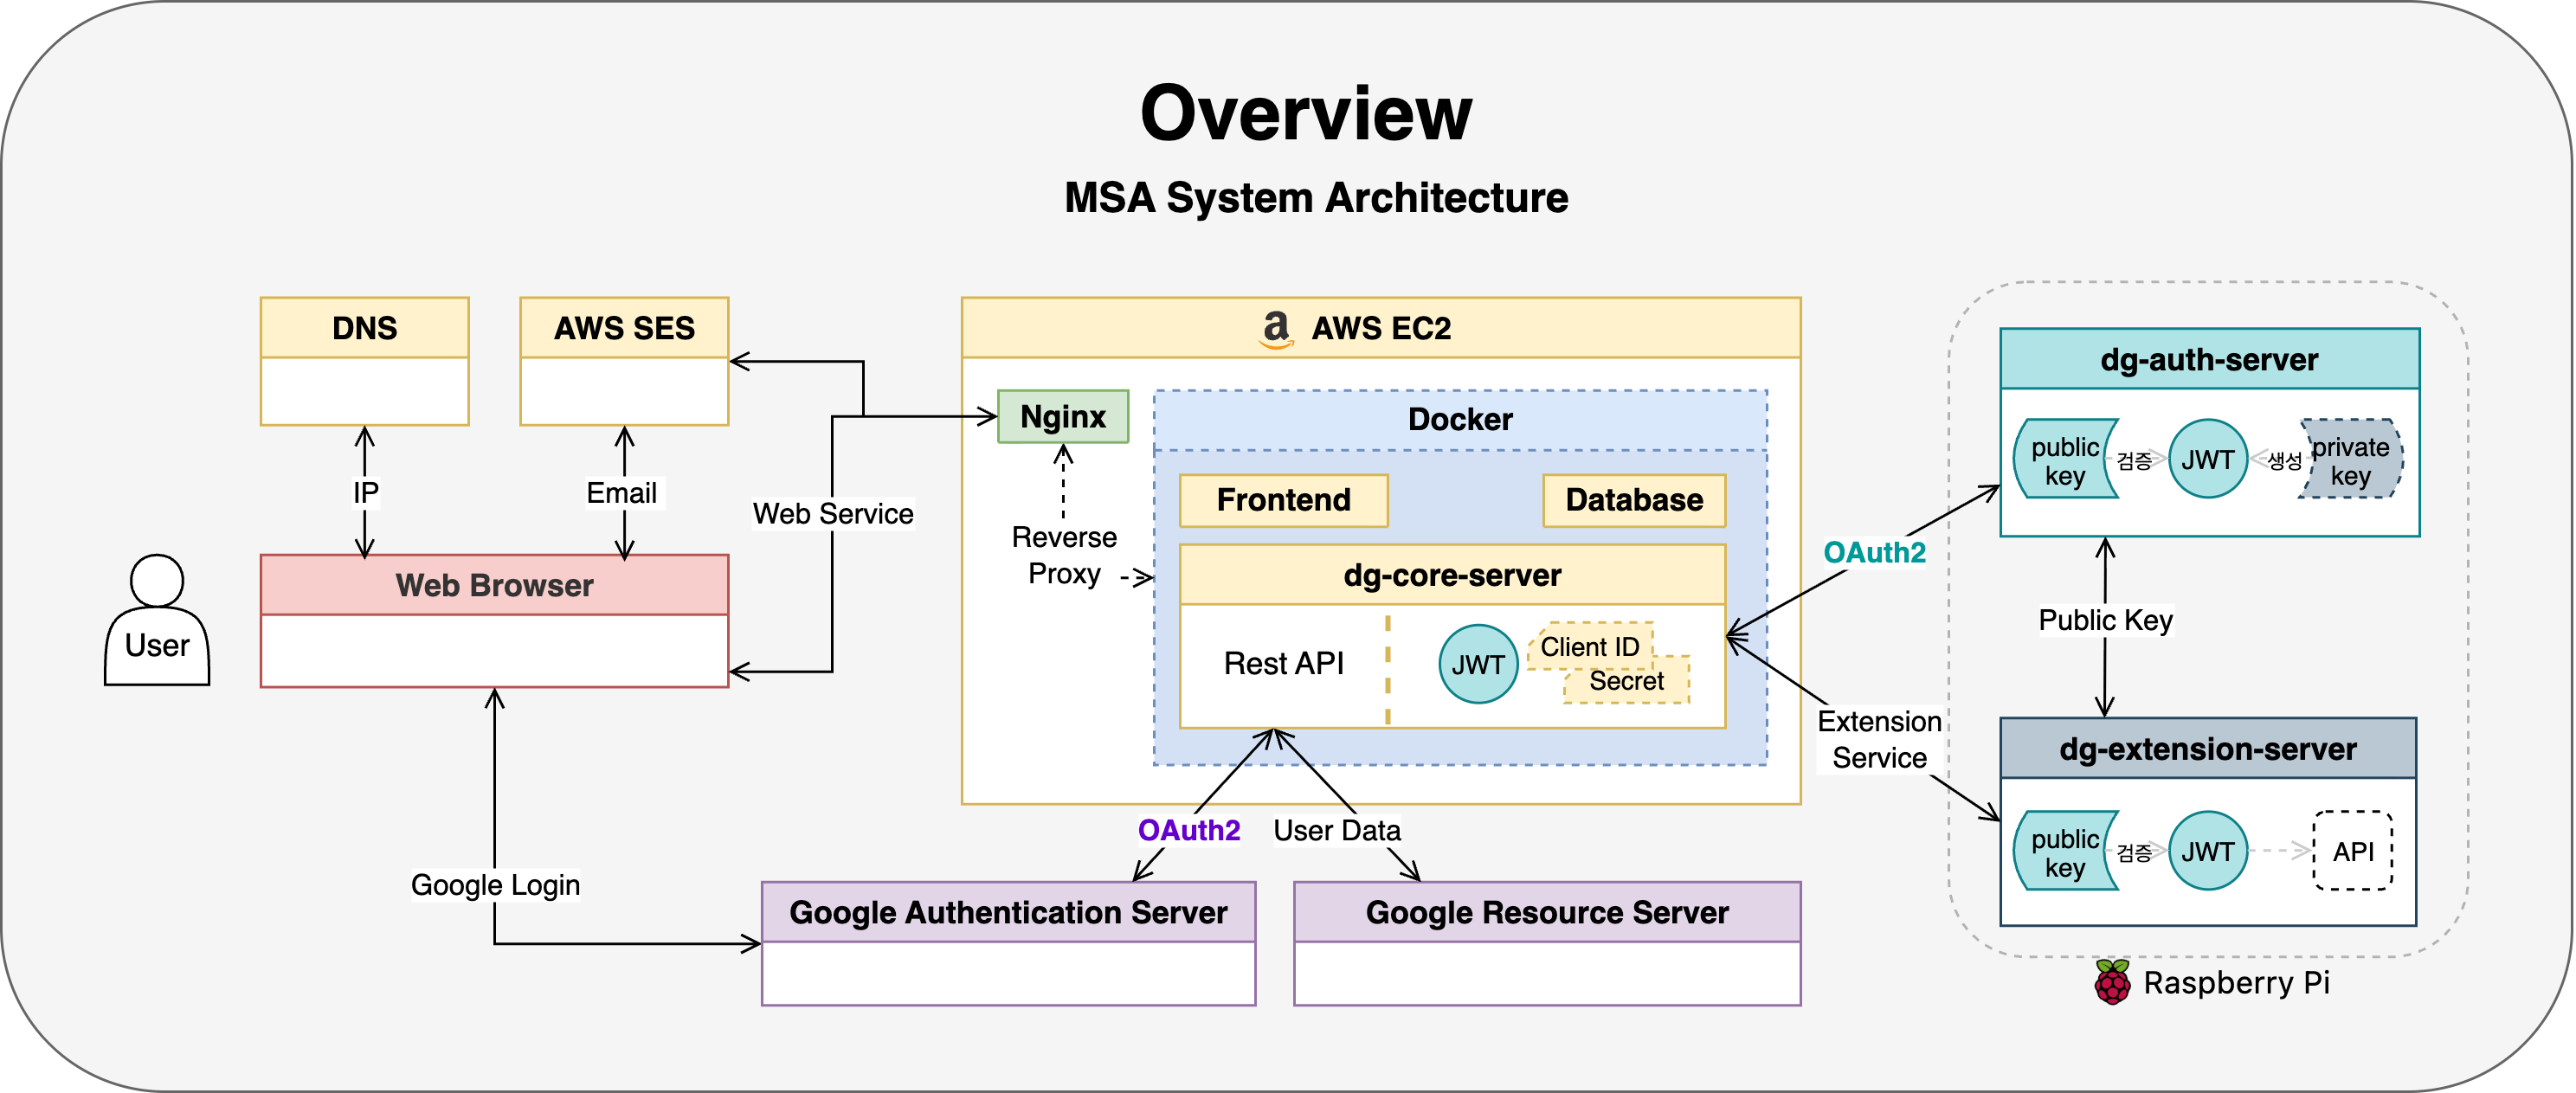 Overview
MSA System Architecture
DNS
AWS SES
IP
Email
Web Service
User
Web Browser
Google Login
a AWS EC2
Nginx
Reverse
Proxy
Docker
Frontend
Database
dg-core-server
Rest API
JWT
Client ID
Secret
OAuth2
User Data
Google Authentication Server
Google Resource Server
OAuth2
Extension
Service
dg-auth-server
public
key
검증
JWT
생성
private
key
Public Key
dg-extension-server
public
key
검증
JWT
API
Raspberry Pi